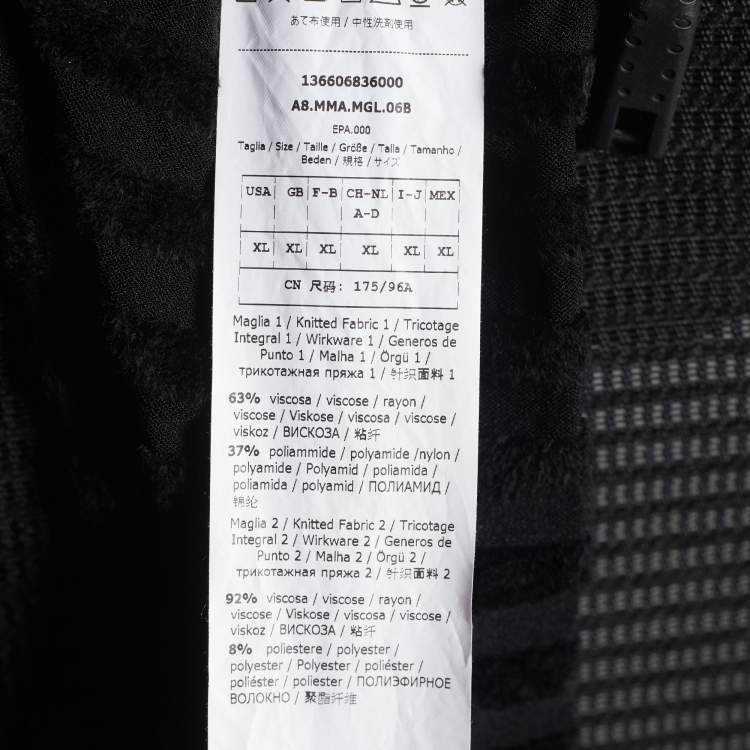 あて布使用 / 中性洗剤使用
136606836000
A8.MMA.MGL.06B
EPA.000
Taglia / Size / Taille / Größe / Talla / Tamanho /
Beden / 規格 / サイズ
USA GB F-B CH-NL I-J MEX
A-D
XL XL XL XL XL XL
CN 尺码: 175/96A
Maglia 1 / Knitted Fabric 1 / Tricotage
Integral 1 / Wirkware 1 / Generos de
Punto 1 / Malha 1 / Örgü 1 /
трикотажная пряжа 1 / 针织面料 1
63% viscosa / viscose / rayon /
viscose / Viskose / viscosa / viscose /
viskoz / ВИСКОЗА / 粘纤
37% poliammide / polyamide /nylon /
polyamide / Polyamid / poliamida /
poliamida / polyamid / ПОЛИАМИД /
锦纶
Maglia 2 / Knitted Fabric 2 / Tricotage
Integral 2 / Wirkware 2 / Generos de
Punto 2 / Malha 2 / Örgü 2 /
трикотажная пряжа 2 / 针织面料 2
92% viscosa / viscose / rayon /
viscose / Viskose / viscosa / viscose /
viskoz / ВИСКОЗА / 粘纤
8% poliestere / polyester /
polyester / Polyester / poliéster /
poliéster / polyester / ПОЛИЭФИРНОЕ
ВОЛОКНО / 聚酯纤维